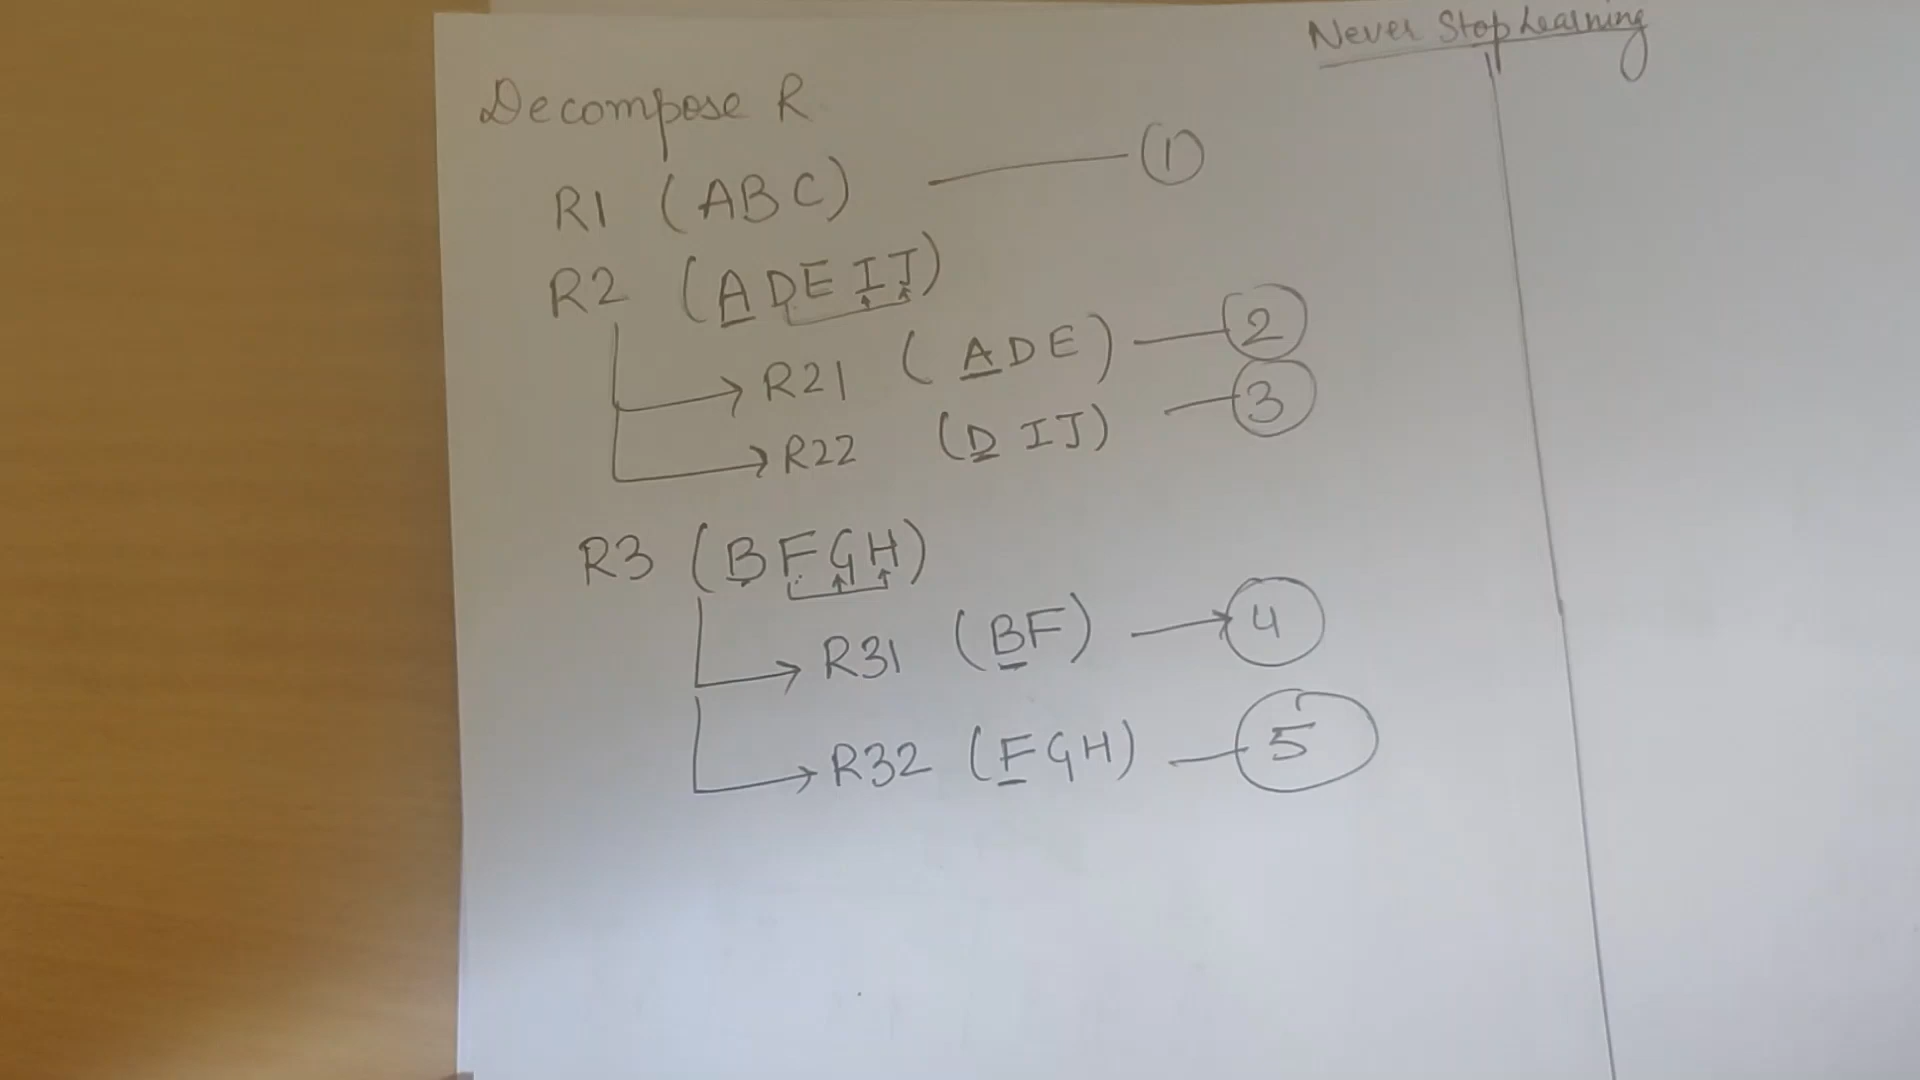 Never Stop Learning
Decompose R
R1 (ABC) 1
R2 (ADEIJ)
R21 (ADE) 2
R22 (DIJ) 3
R3 (BFGH)
R31 (BF) 4
R32 (FGH) 5